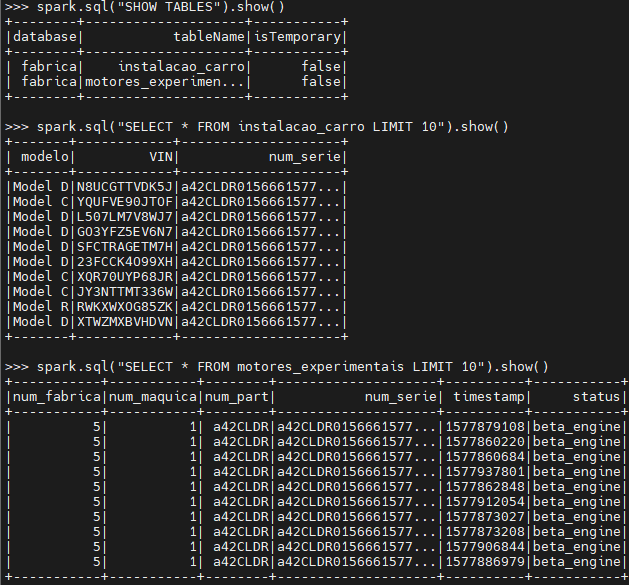 >>> spark.sql("SHOW TABLES").show()
+--------+--------------------+-----------+
|database|           tableName|isTemporary|
+--------+--------------------+-----------+
| fabrica|    instalacao_carro|      false|
| fabrica|motores_experimen...|      false|
+--------+--------------------+-----------+
>>> spark.sql("SELECT * FROM instalacao_carro LIMIT 10").show()
+-------+------------+--------------------+
| modelo|         VIN|           num_serie|
+-------+------------+--------------------+
|Model D|N8UCGTTVDK5J|a42CLDR0156661577...|
|Model C|YQUFVE90JTOF|a42CLDR0156661577...|
|Model D|L507LM7V8WJ7|a42CLDR0156661577...|
|Model D|GO3YFZ5EV6N7|a42CLDR0156661577...|
|Model D|SFCTRAGETM7H|a42CLDR0156661577...|
|Model D|23FCCK4O99XH|a42CLDR0156661577...|
|Model C|XQR70UYP68JR|a42CLDR0156661577...|
|Model C|JY3NTTMT336W|a42CLDR0156661577...|
|Model R|RWKXWXOG85ZK|a42CLDR0156661577...|
|Model D|XTWZMXBVHDVN|a42CLDR0156661577...|
+-------+------------+--------------------+
>>> spark.sql("SELECT * FROM motores_experimentais LIMIT 10").show()
+-----------+-----------+--------+--------------------+----------+-----------+
|num_fabrica|num_maquica|num_part|           num_serie| timestamp|     status|
+-----------+-----------+--------+--------------------+----------+-----------+
|          5|          1| a42CLDR|a42CLDR0156661577...|1577879108|beta_engine|
|          5|          1| a42CLDR|a42CLDR0156661577...|1577860220|beta_engine|
|          5|          1| a42CLDR|a42CLDR0156661577...|1577860684|beta_engine|
|          5|          1| a42CLDR|a42CLDR0156661577...|1577937801|beta_engine|
|          5|          1| a42CLDR|a42CLDR0156661577...|1577862848|beta_engine|
|          5|          1| a42CLDR|a42CLDR0156661577...|1577912054|beta_engine|
|          5|          1| a42CLDR|a42CLDR0156661577...|1577873027|beta_engine|
|          5|          1| a42CLDR|a42CLDR0156661577...|1577873208|beta_engine|
|          5|          1| a42CLDR|a42CLDR0156661577...|1577906844|beta_engine|
|          5|          1| a42CLDR|a42CLDR0156661577...|1577886979|beta_engine|
+-----------+-----------+--------+--------------------+----------+-----------+